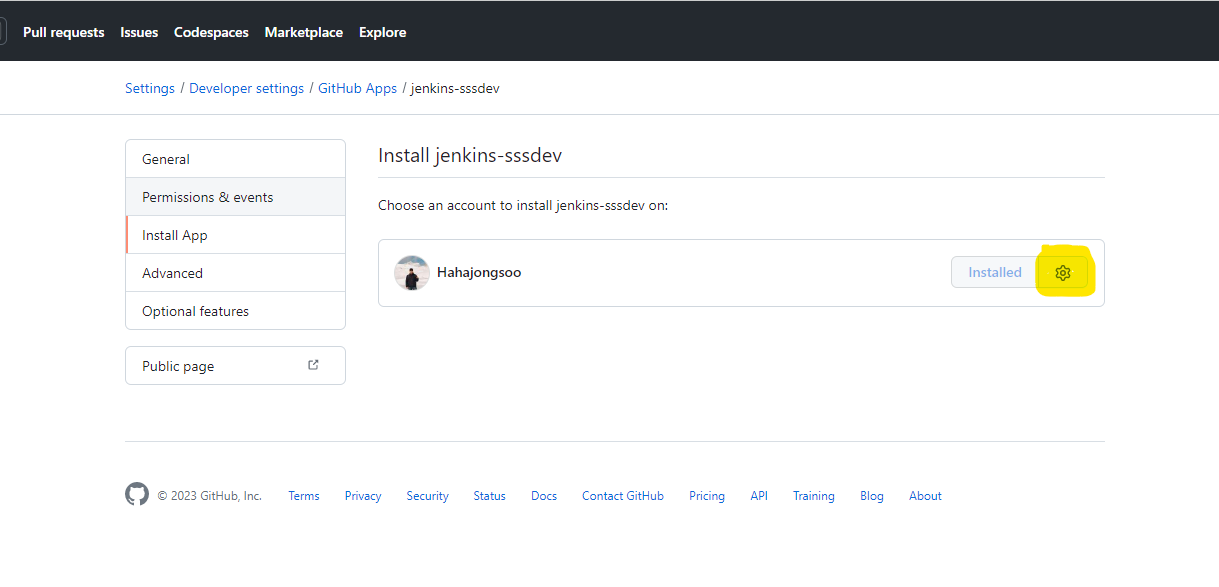 Pull requests Issues Codespaces Marketplace Explore
Settings / Developer settings / GitHub Apps / jenkins-sssdev
General
Permissions & events
Install App
Advanced
Optional features
Public page
Install jenkins-sssdev
Choose an account to install jenkins-sssdev on:
Hahajongsoo Installed
© 2023 GitHub, Inc. Terms Privacy Security Status Docs Contact GitHub Pricing API Training Blog About